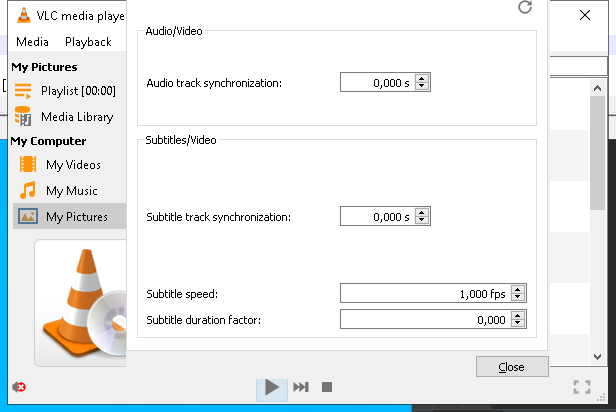 VLC media playe
Media Playback
My Pictures
Playlist [00:00]
Media Library
My Computer
My Videos
My Music
My Pictures
Audio/Video
Audio track synchronization: 0,000 s
Subtitles/Video
Subtitle track synchronization: 0,000 s
Subtitle speed: 1,000 fps
Subtitle duration factor: 0,000
Close